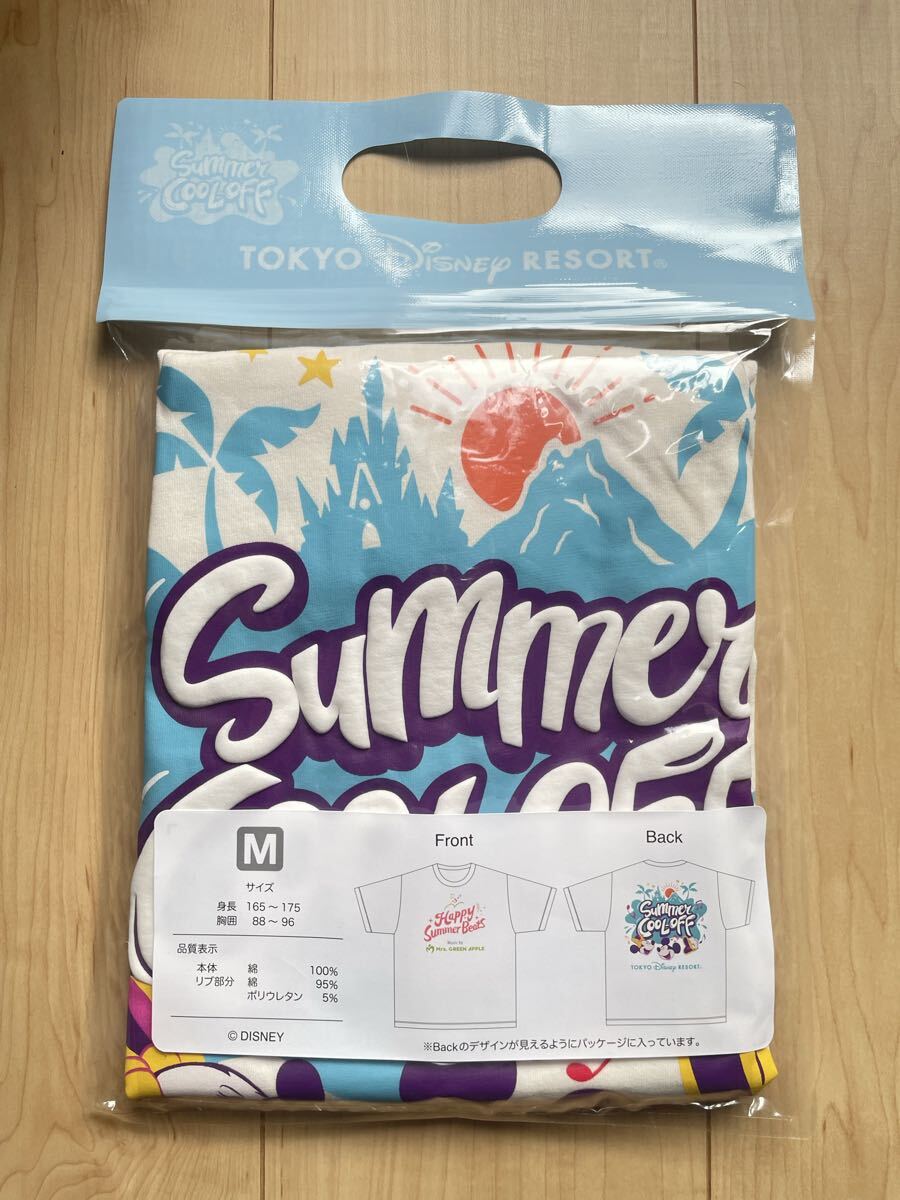 Summer
COOL OFF
TOKYO Disney RESORT®
Summer
COOL OFF
M
サイズ
身長 165～175
胸囲 88～96
品質表示
本体 綿 100%
リブ部分 綿 95%
ポリウレタン 5%
© DISNEY
Front
Happy
Summer Beats
Music by
Mrs. GREEN APPLE
Back
Summer
COOL OFF
TOKYO Disney RESORT®
※Backのデザインが見えるようにパッケージに入っています。